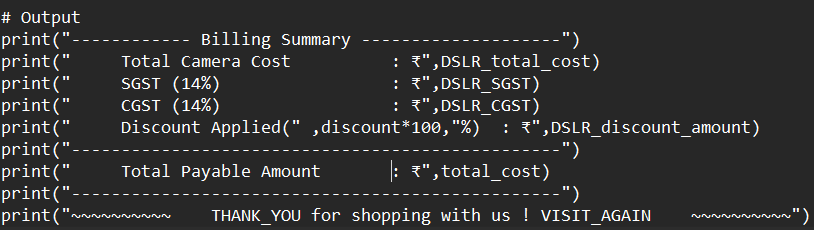 # Output
print("------------ Billing Summary --------------------")
print("     Total Camera Cost          : ₹",DSLR_total_cost)
print("     SGST (14%)                 : ₹",DSLR_SGST)
print("     CGST (14%)                 : ₹",DSLR_CGST)
print("     Discount Applied(" ,discount*100,"%)  : ₹",DSLR_discount_amount)
print("-------------------------------------------------")
print("     Total Payable Amount       : ₹",total_cost)
print("-------------------------------------------------")
print("~~~~~~~~~~    THANK_YOU for shopping with us ! VISIT_AGAIN    ~~~~~~~~~~")